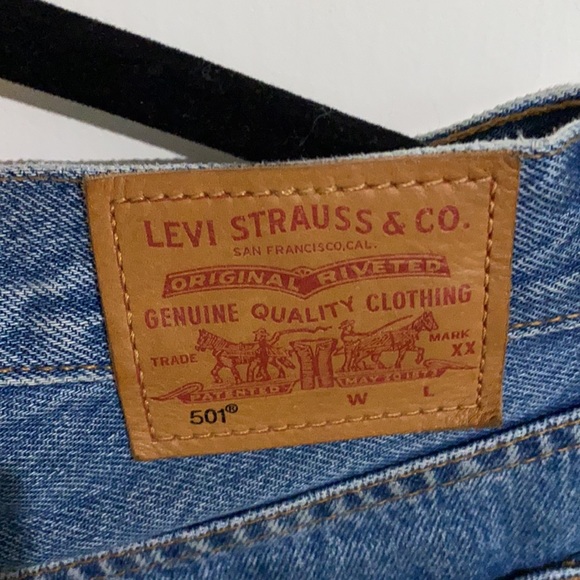 LEVI STRAUSS & CO.
SAN FRANCISCO, CAL.
ORIGINAL RIVETED
GENUINE QUALITY CLOTHING
TRADE MARK
XX
PATENTED MAY 20 1873
501® W L